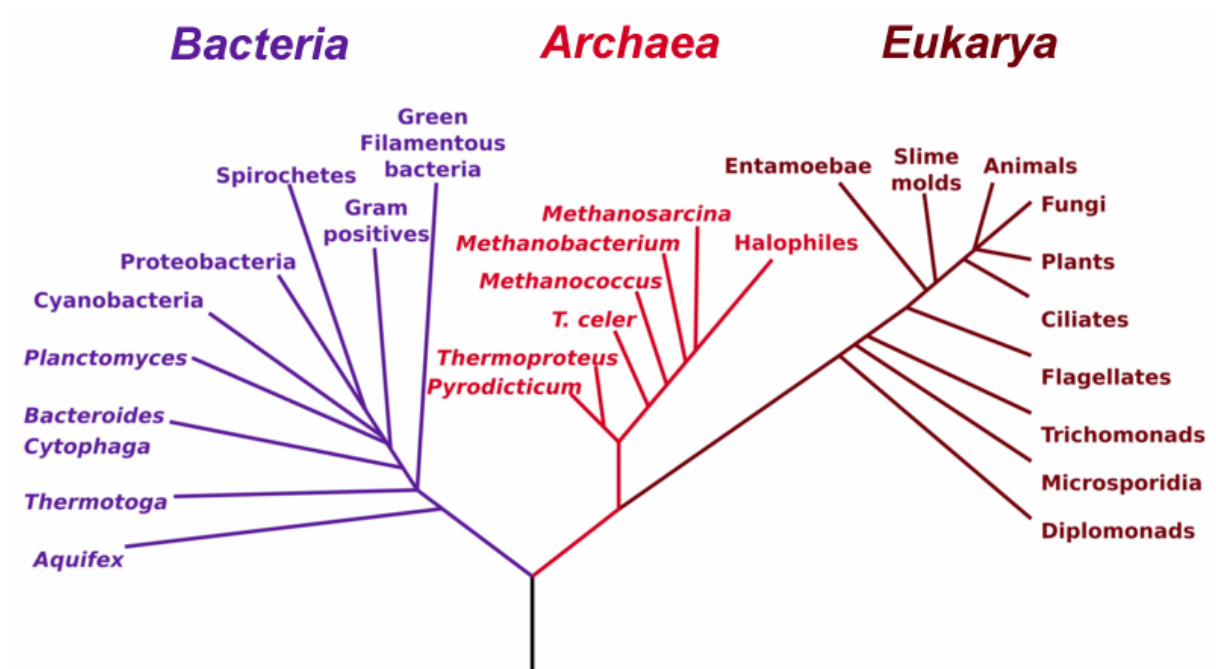 Bacteria
Archaea
Eukarya
Green
Filamentous
bacteria
Spirochetes
Gram
positives
Proteobacteria
Cyanobacteria
Planctomyces
Bacteroides
Cytophaga
Thermotoga
Aquifex
Methanosarcina
Methanobacterium
Halophiles
Methanococcus
T. celer
Thermoproteus
Pyrodicticum
Entamoebae
Slime
molds
Animals
Fungi
Plants
Ciliates
Flagellates
Trichomonads
Microsporidia
Diplomonads